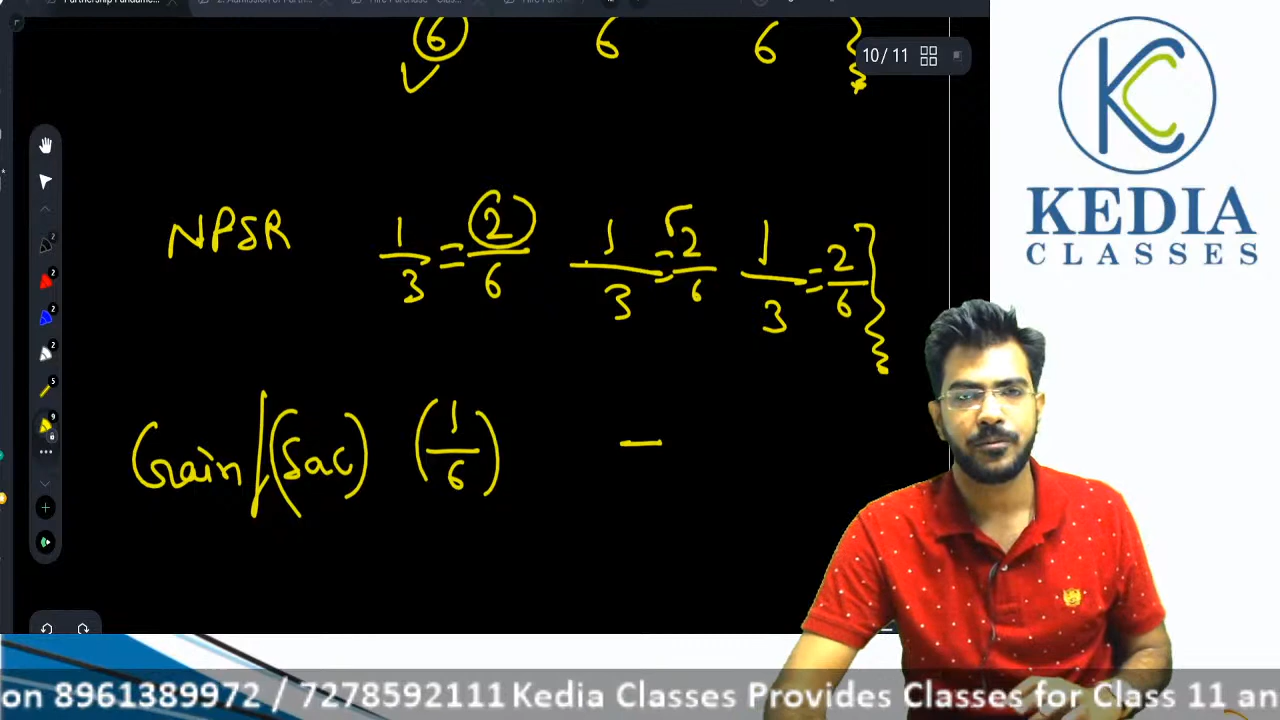 6 6 6
10/11
NPSR 1/3 = 2/6 1/3 = 2/6 1/3 = 2/6
Gain/(Sac) (1/6) —
KC
KEDIA
CLASSES
on 8961389972 / 7278592111 Kedia Classes Provides Classes for Class 11 an